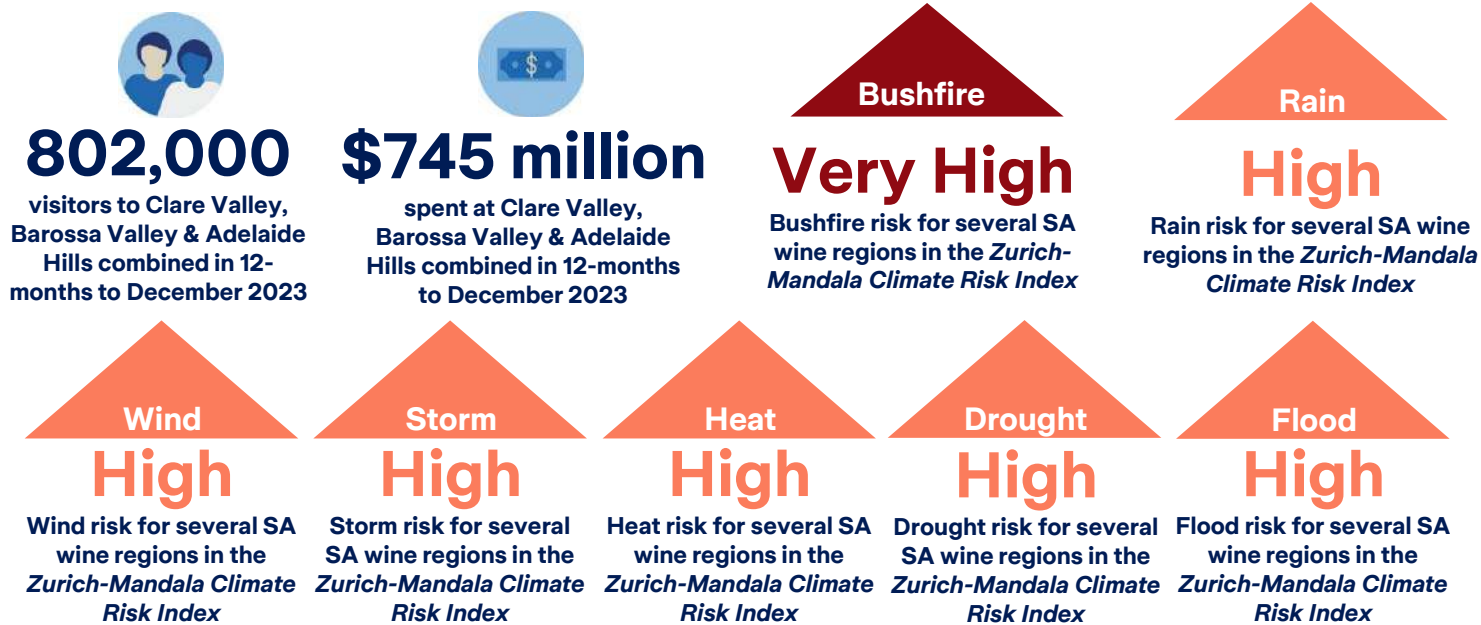 802,000
visitors to Clare Valley,
Barossa Valley & Adelaide
Hills combined in 12-
months to December 2023
$
$745 million
spent at Clare Valley,
Barossa Valley & Adelaide
Hills combined in 12-months
to December 2023
Bushfire
Very High
Bushfire risk for several SA
wine regions in the Zurich-
Mandala Climate Risk Index
Rain
High
Rain risk for several SA wine
regions in the Zurich-Mandala
Climate Risk Index
Wind
High
Wind risk for several SA
wine regions in the
Zurich-Mandala Climate
Risk Index
Storm
High
Storm risk for several
SA wine regions in the
Zurich-Mandala Climate
Risk Index
Heat
High
Heat risk for several SA
wine regions in the
Zurich-Mandala Climate
Risk Index
Drought
High
Drought risk for several
SA wine regions in the
Zurich-Mandala Climate
Risk Index
Flood
High
Flood risk for several SA
wine regions in the
Zurich-Mandala Climate
Risk Index